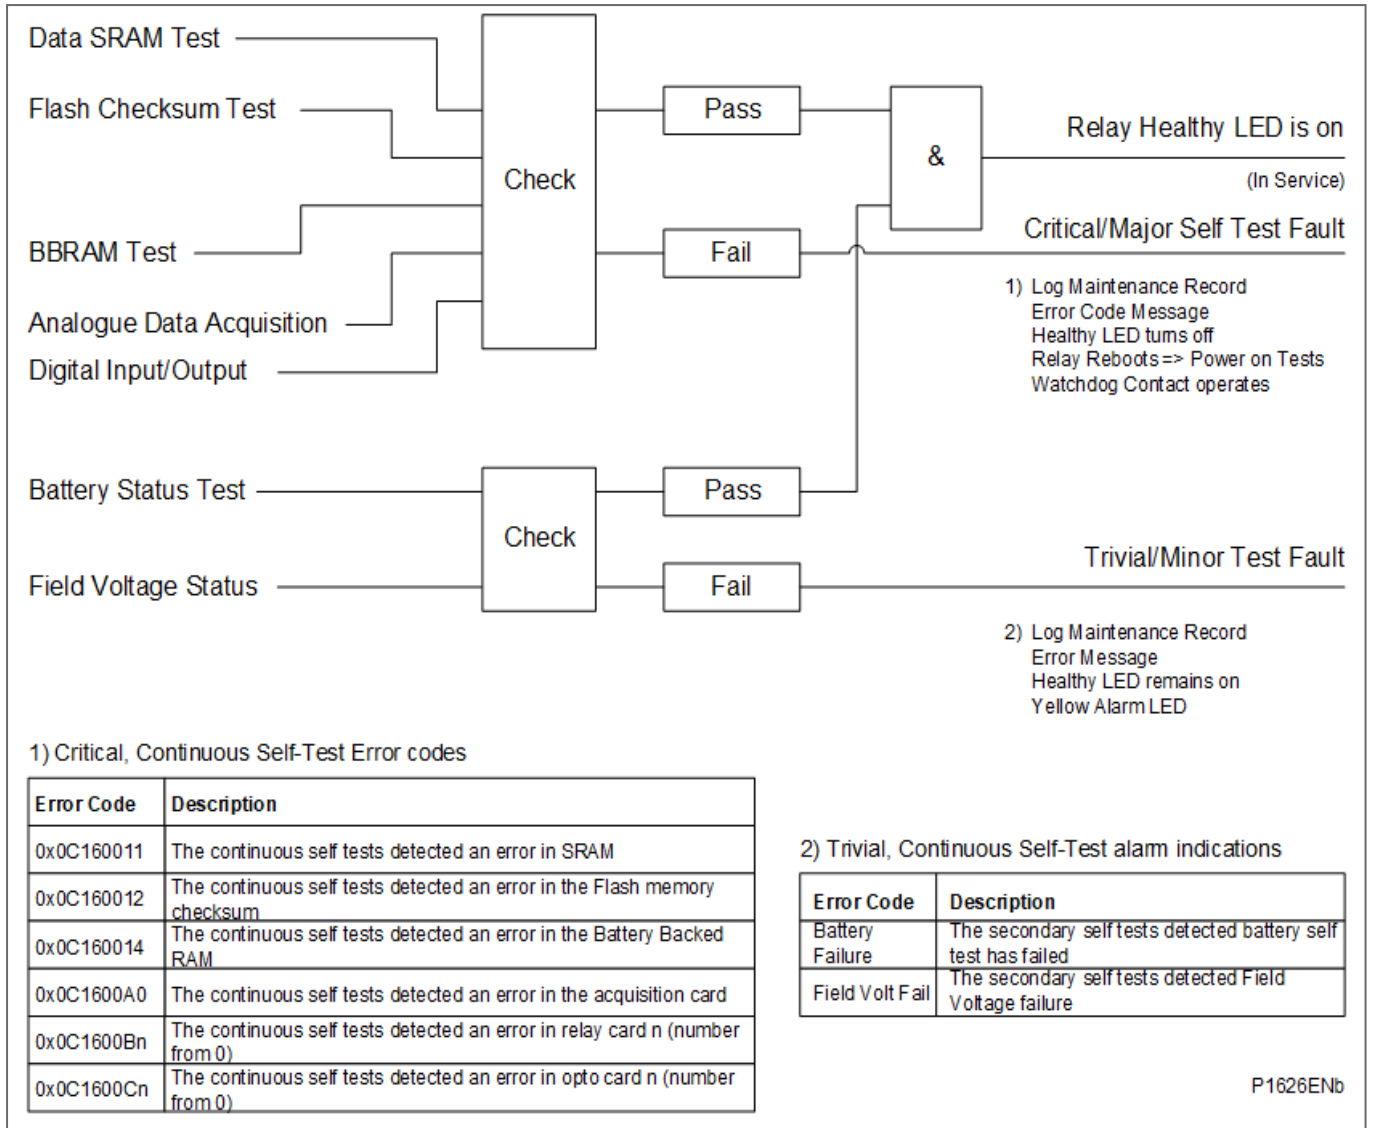 Data SRAM Test
Flash Checksum Test
BBRAM Test
Analogue Data Acquisition
Digital Input/Output
Check
Pass
Fail
&
Relay Healthy LED is on
(In Service)
Critical/Major Self Test Fault
1) Log Maintenance Record
Error Code Message
Healthy LED turns off
Relay Reboots => Power on Tests
Watchdog Contact operates
Battery Status Test
Field Voltage Status
Check
Pass
Fail
Trivial/Minor Test Fault
2) Log Maintenance Record
Error Message
Healthy LED remains on
Yellow Alarm LED
1) Critical, Continuous Self-Test Error codes
Error Code Description
0x0C160011 The continuous self tests detected an error in SRAM
0x0C160012 The continuous self tests detected an error in the Flash memory
checksum
0x0C160014 The continuous self tests detected an error in the Battery Backed
RAM
0x0C1600A0 The continuous self tests detected an error in the acquisition card
0x0C1600Bn The continuous self tests detected an error in relay card n (number
from 0)
0x0C1600Cn The continuous self tests detected an error in opto card n (number
from 0)
2) Trivial, Continuous Self-Test alarm indications
Error Code Description
Battery Failure The secondary self tests detected battery self
test has failed
Field Volt Fail The secondary self tests detected Field
Voltage failure
P1626ENb